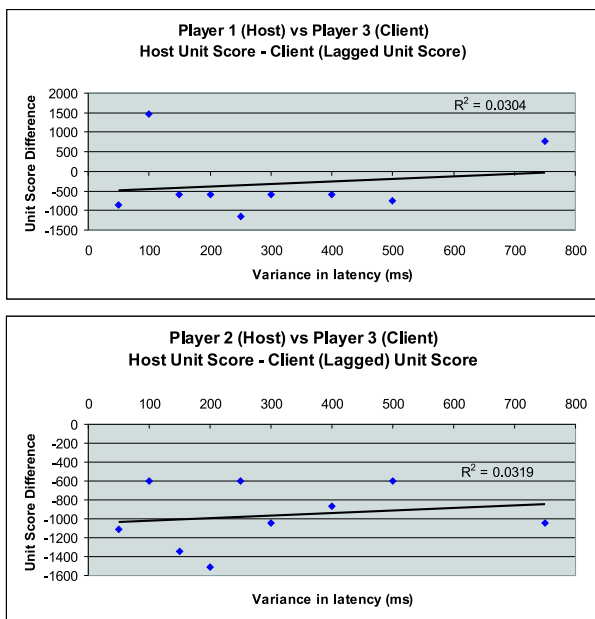 Player 1 (Host) vs Player 3 (Client)
Host Unit Score - Client (Lagged Unit Score)
Unit Score Difference
2000
1500
1000
500
0
-500
-1000
-1500
R² = 0.0304
0 100 200 300 400 500 600 700 800
Variance in latency (ms)
Player 2 (Host) vs Player 3 (Client)
Host Unit Score - Client (Lagged) Unit Score
0 100 200 300 400 500 600 700 800
Unit Score Difference
0
-200
-400
-600
-800
-1000
-1200
-1400
-1600
R² = 0.0319
Variance in latency (ms)